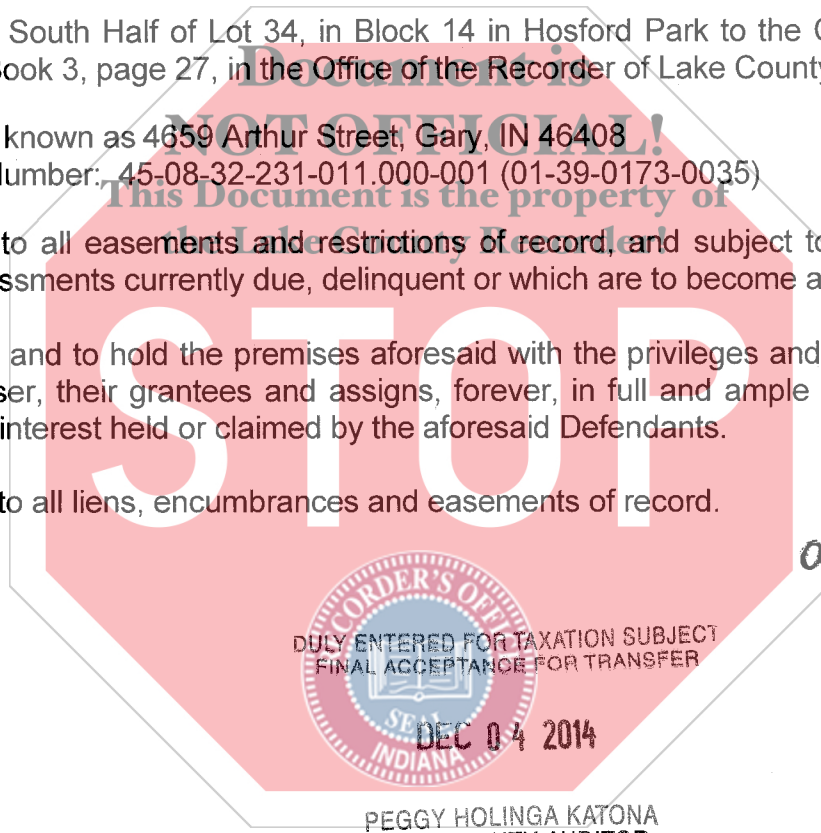 South Half of Lot 34, in Block 14 in Hosford Park to the
Book 3, page 27, in the Office of the Recorder of Lake County,
Document is
known as 4659 Arthur Street, Gary, IN 46408
NOT OFFICIAL!
Number: 45-08-32-231-011.000-001 (01-39-0173-0035)
This Document is the property of
to all easements and restrictions of record, and subject to
the Lake County Recorder!
ssments currently due, delinquent or which are to become a
STOP
and to hold the premises aforesaid with the privileges and
ser, their grantees and assigns, forever, in full and ample
interest held or claimed by the aforesaid Defendants.
to all liens, encumbrances and easements of record.
RECORDER'S OFFICE
DULY ENTERED FOR TAXATION SUBJECT
FINAL ACCEPTANCE FOR TRANSFER
SEAL
DEC 04 2014
INDIANA
PEGGY HOLINGA KATONA